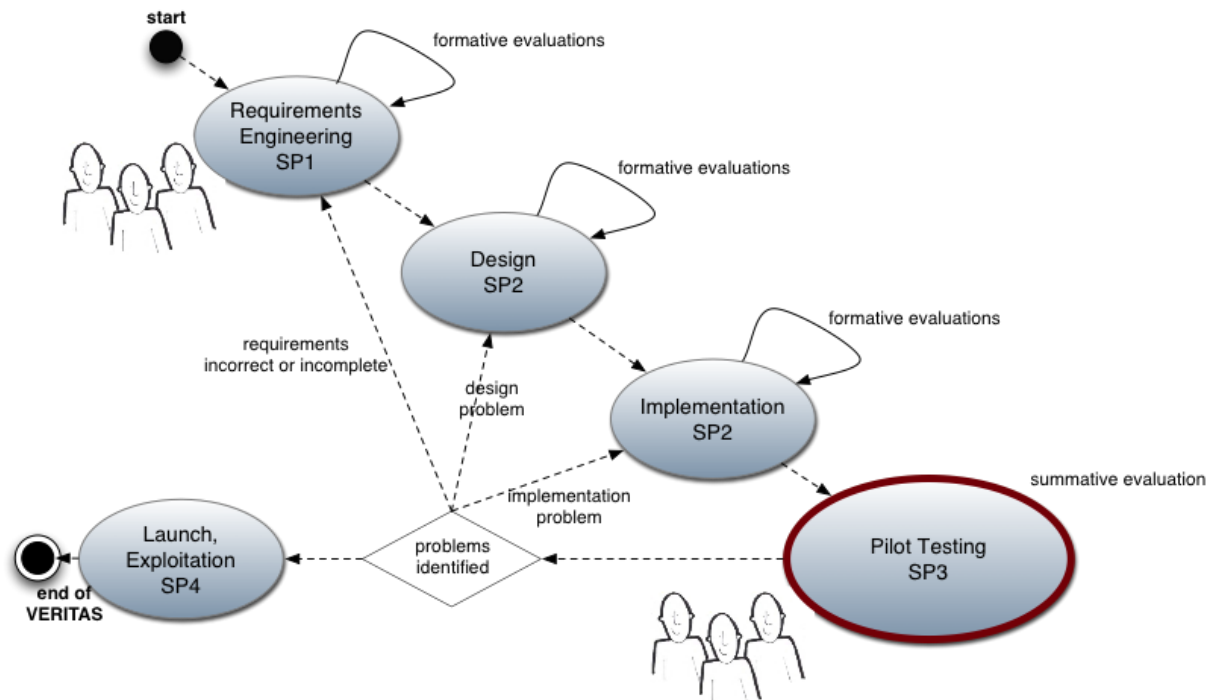 start
formative evaluations
Requirements
Engineering
SP1
formative evaluations
Design
SP2
formative evaluations
requirements
incorrect or incomplete
design
problem
Implementation
SP2
implementation
problem
summative evaluation
Launch,
Exploitation
SP4
problems
identified
Pilot Testing
SP3
end of
VERITAS